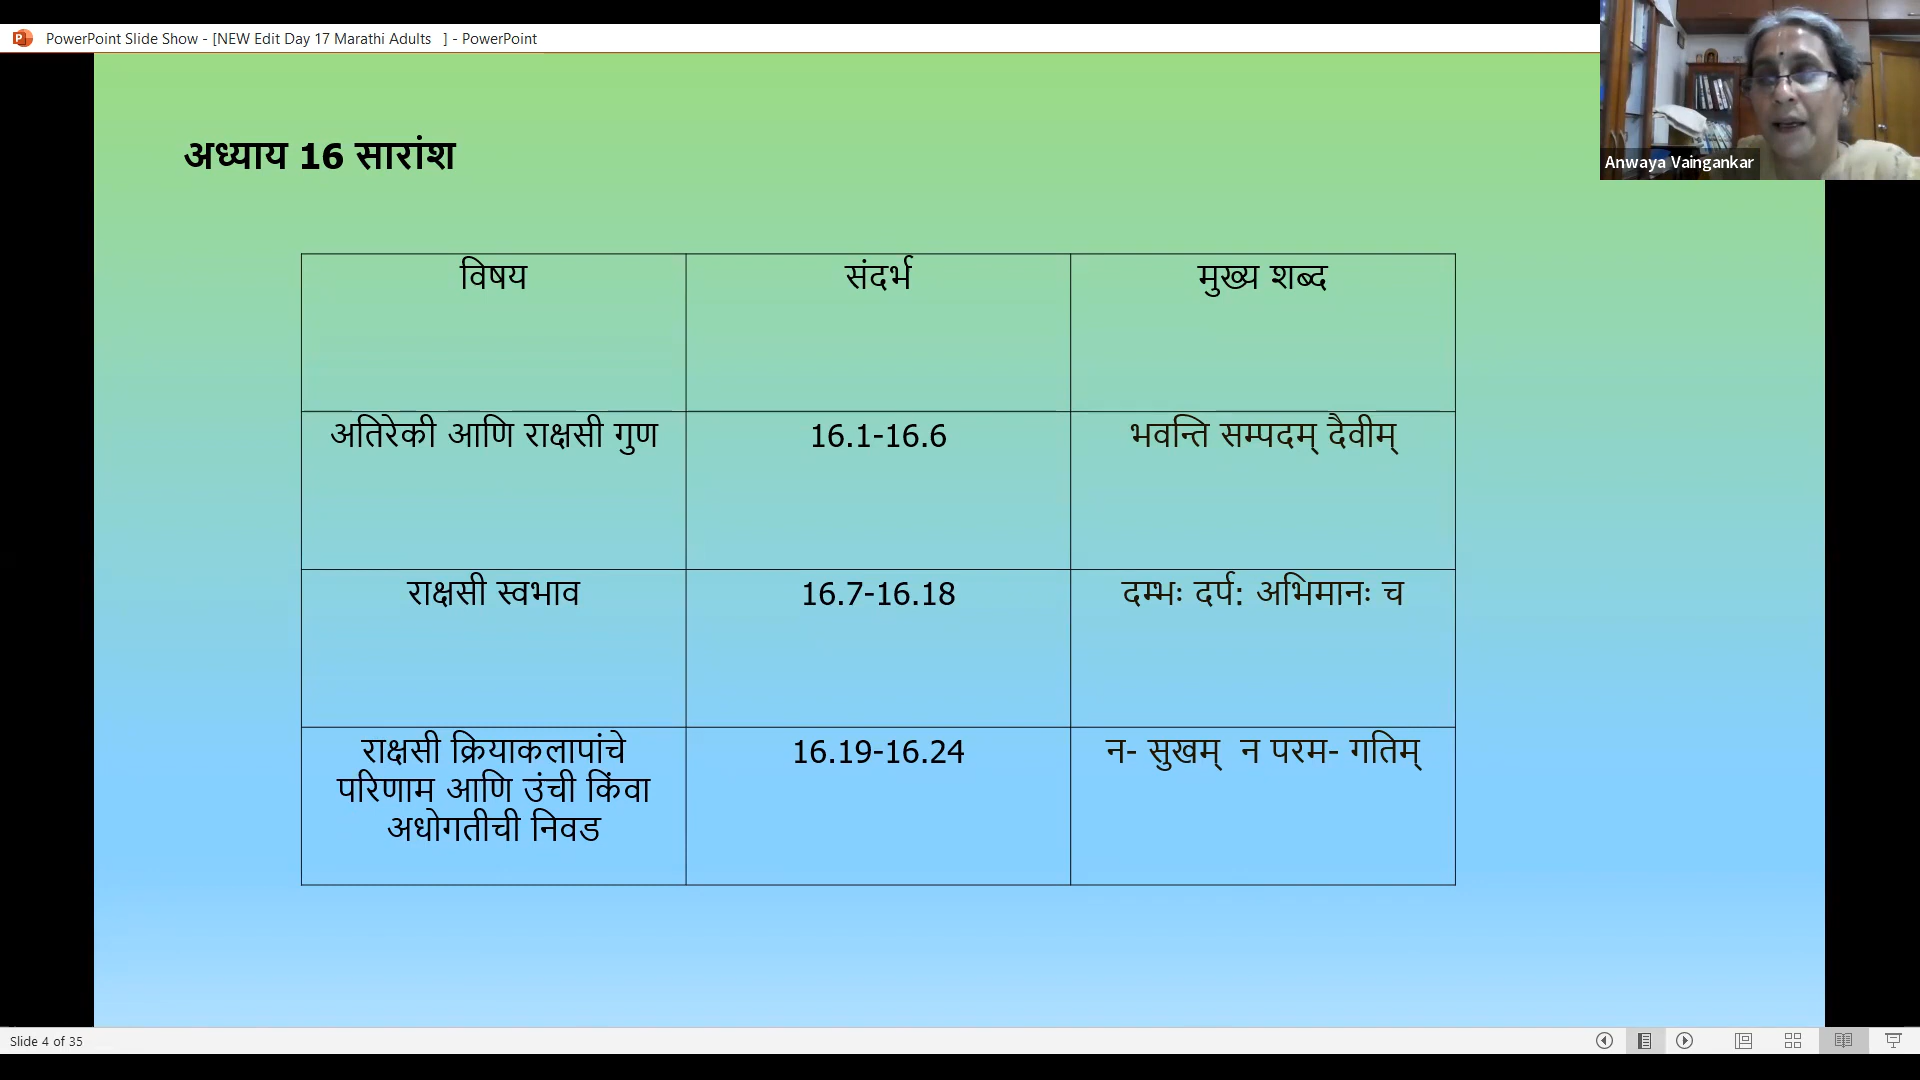 PowerPoint Slide Show - [NEW Edit Day 17 Marathi Adults   ] - PowerPoint
Anwaya Vaingankar
अध्याय 16 सारांश
विषय संदर्भ मुख्य शब्द
अतिरेकी आणि राक्षसी गुण 16.1-16.6 भवन्ति सम्पदम् दैवीम्
राक्षसी स्वभाव 16.7-16.18 दम्भः दर्प: अभिमानः च
राक्षसी क्रियाकलापांचे 16.19-16.24 न- सुखम्  न परम- गतिम्
परिणाम आणि उंची किंवा
अधोगतीची निवड
Slide 4 of 35